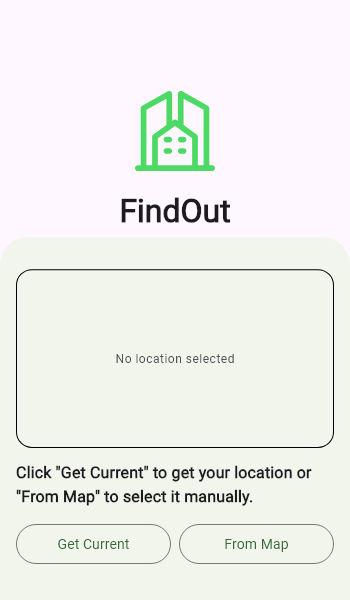 FindOut
No location selected
Click "Get Current" to get your location or
"From Map" to select it manually.
Get Current
From Map